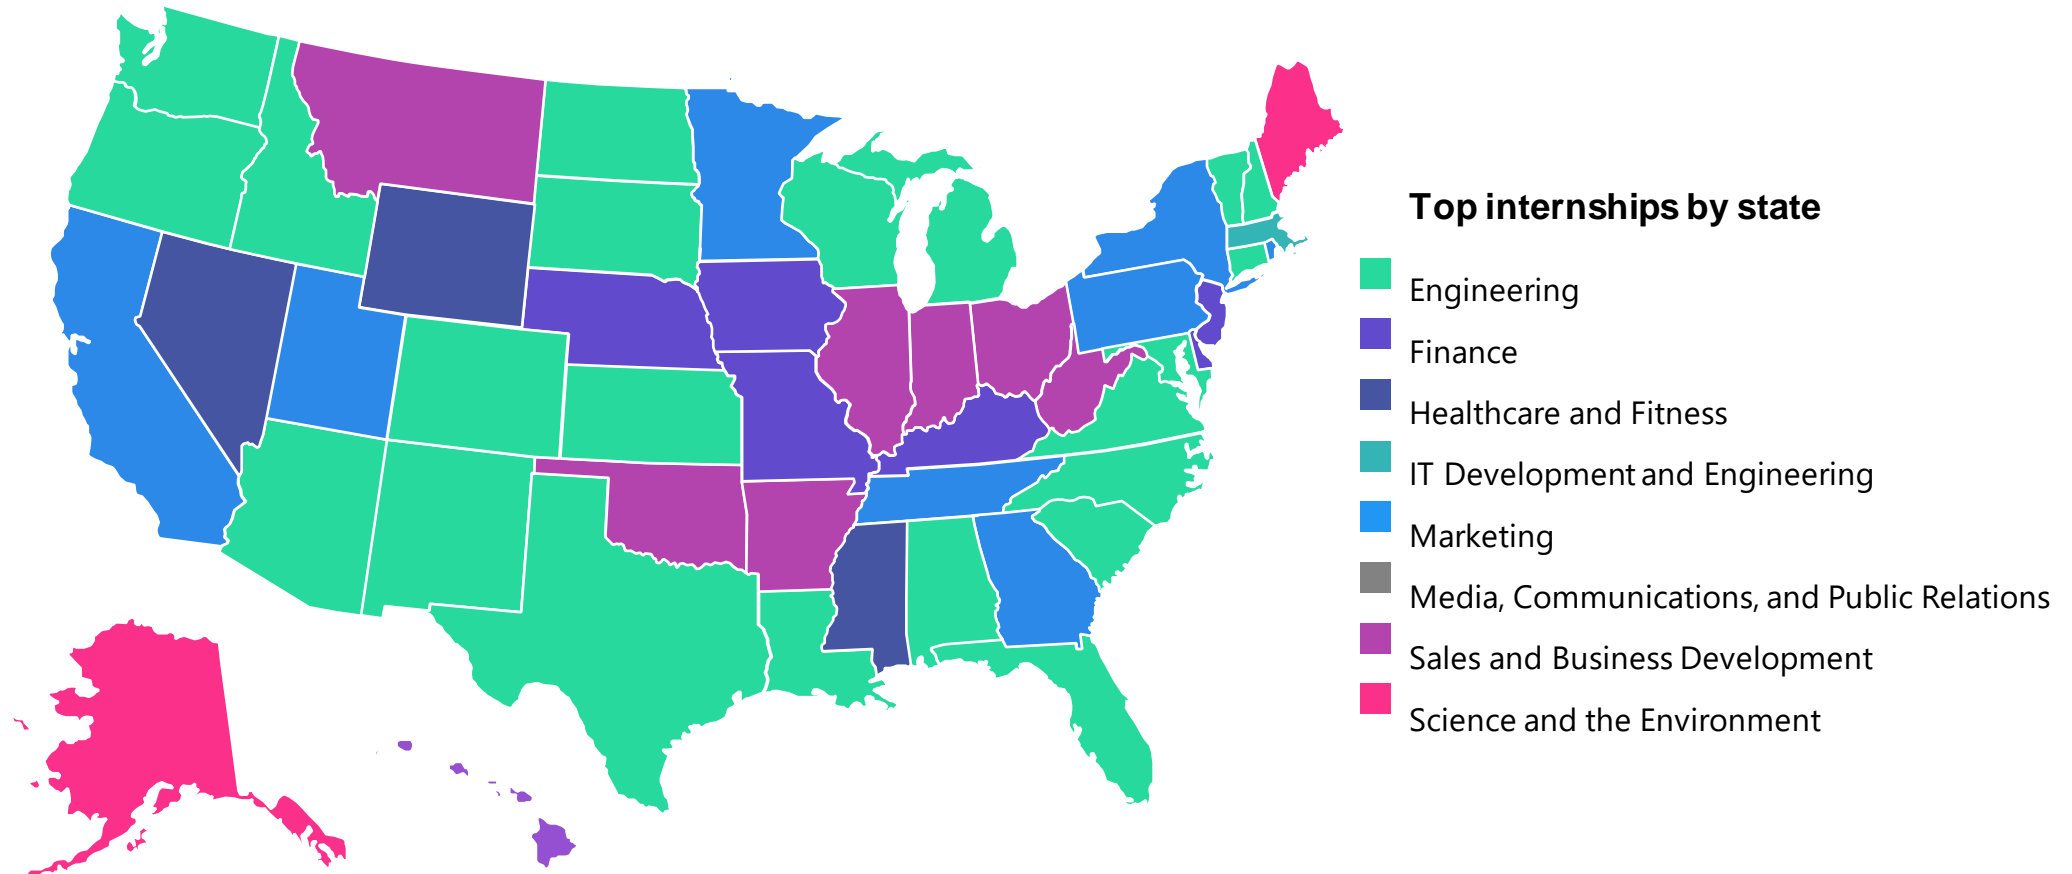 Top internships by state
Engineering
Finance
Healthcare and Fitness
IT Development and Engineering
Marketing
Media, Communications, and Public Relations
Sales and Business Development
Science and the Environment